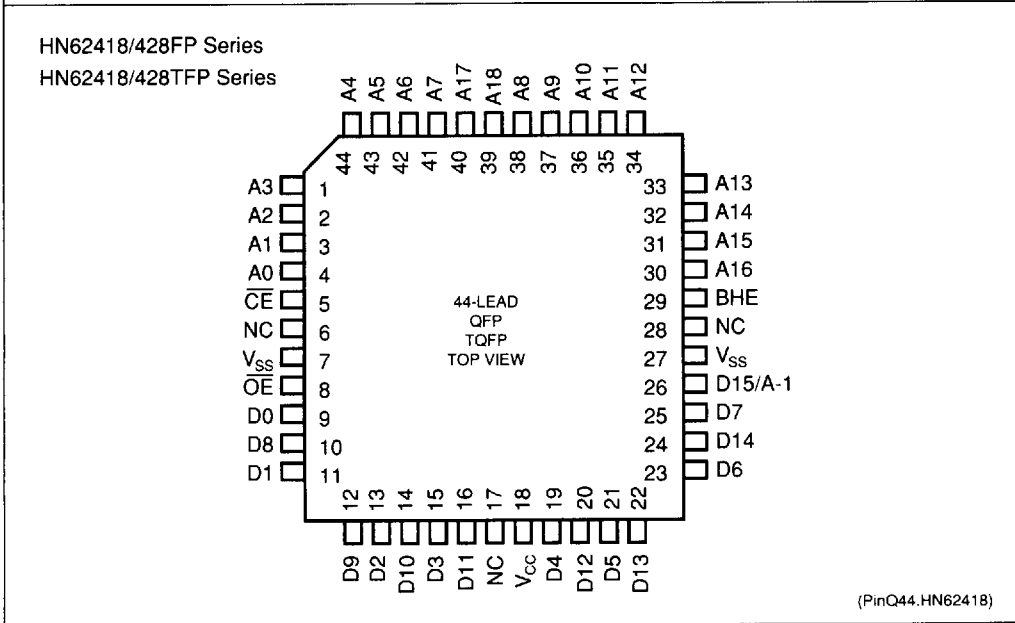 HN62418/428FP Series
HN62418/428TFP Series
A4 A5 A6 A7 A17 A18 A8 A9 A10 A11 A12
44 43 42 41 40 39 38 37 36 35 34
A3 1
A2 2
A1 3
A0 4
C̅E̅ 5
NC 6
VSS 7
O̅E̅ 8
D0 9
D8 10
D1 11
44-LEAD
QFP
TQFP
TOP VIEW
33 A13
32 A14
31 A15
30 A16
29 BHE
28 NC
27 VSS
26 D15/A-1
25 D7
24 D14
23 D6
12 13 14 15 16 17 18 19 20 21 22
D9 D2 D10 D3 D11 NC VCC D4 D12 D5 D13
(PinQ44.HN62418)